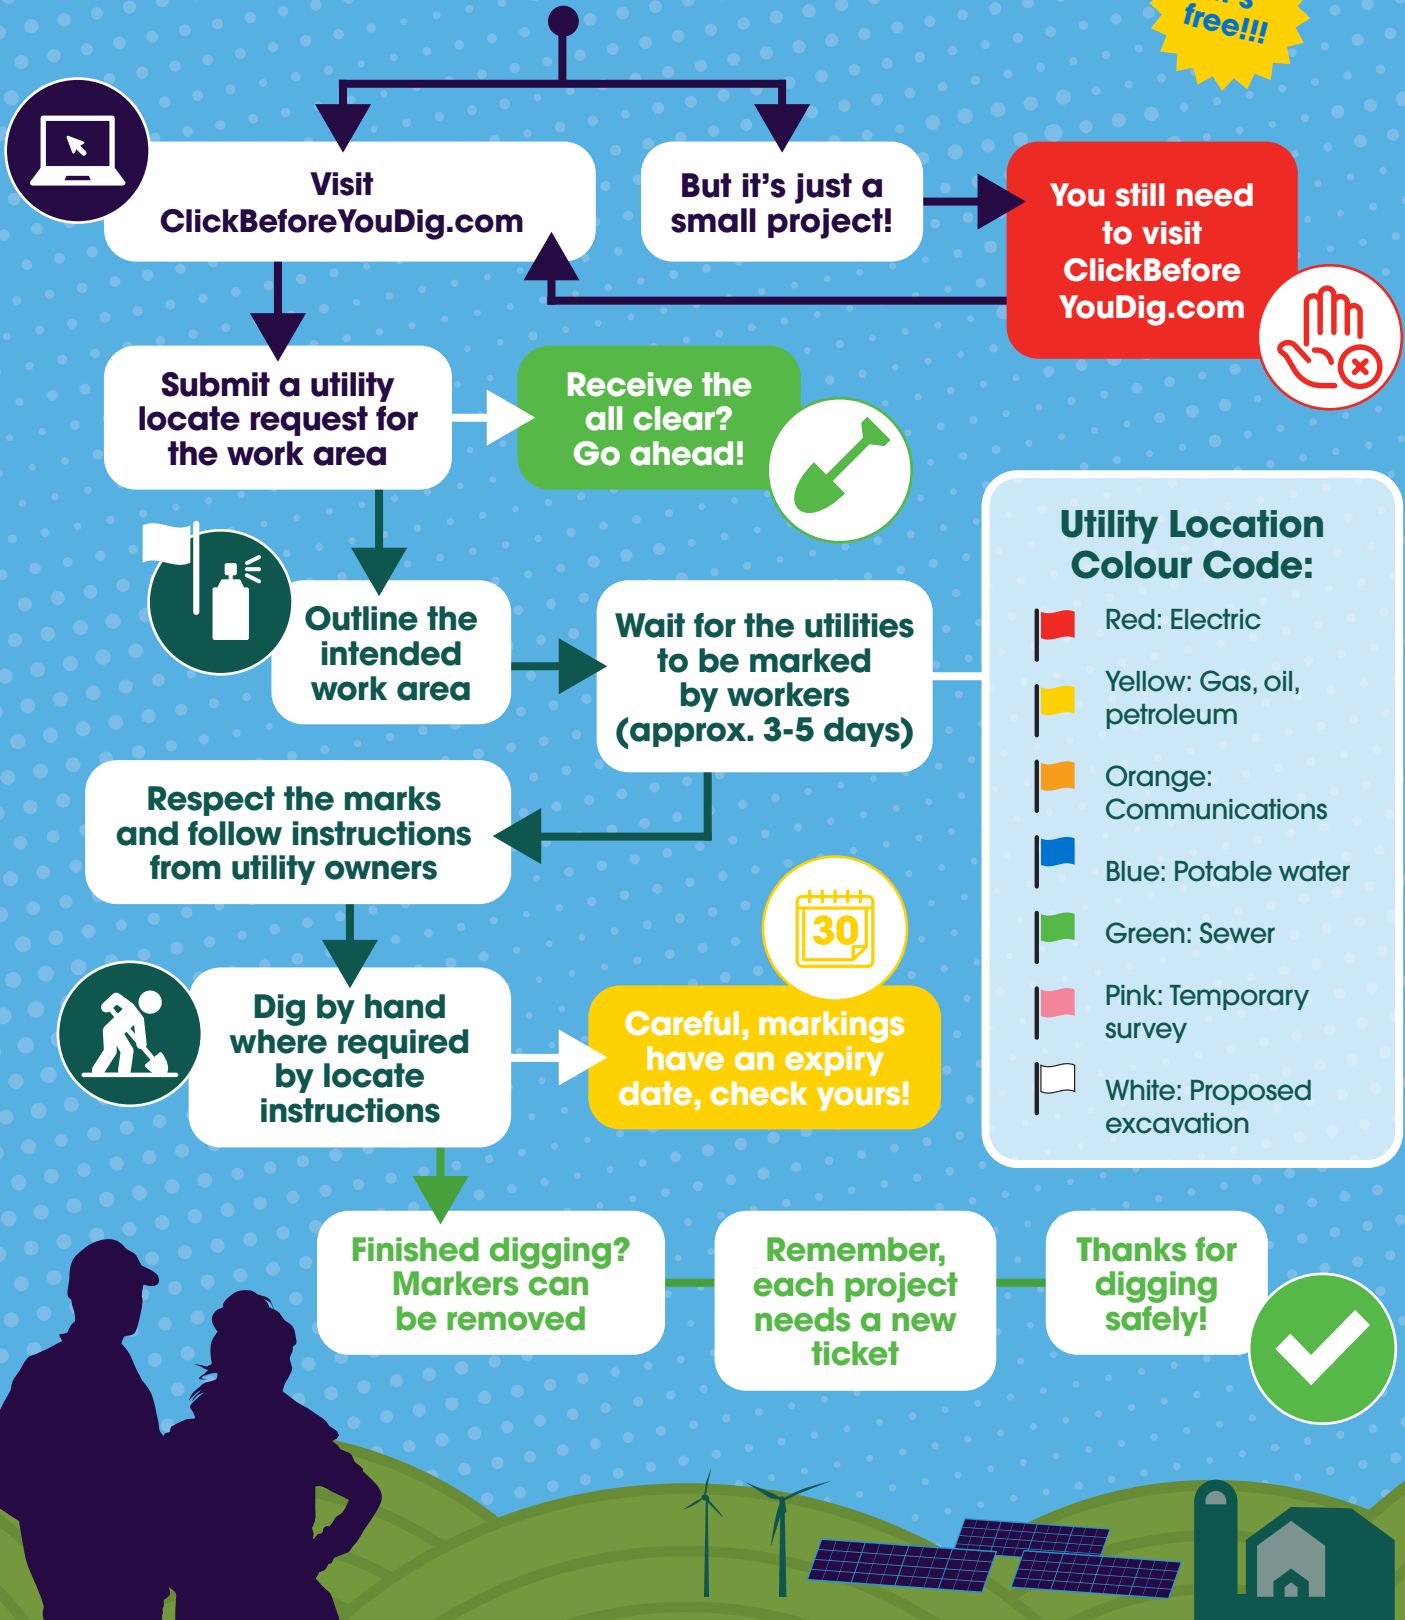 free!!!
Visit
ClickBeforeYouDig.com
But it's just a
small project!
You still need
to visit
ClickBefore
YouDig.com
Submit a utility
locate request for
the work area
Receive the
all clear?
Go ahead!
Outline the
intended
work area
Wait for the utilities
to be marked
by workers
(approx. 3-5 days)
Utility Location
Colour Code:
Red: Electric
Yellow: Gas, oil,
petroleum
Orange:
Communications
Blue: Potable water
Green: Sewer
Pink: Temporary
survey
White: Proposed
excavation
Respect the marks
and follow instructions
from utility owners
30
Dig by hand
where required
by locate
instructions
Careful, markings
have an expiry
date, check yours!
Finished digging?
Markers can
be removed
Remember,
each project
needs a new
ticket
Thanks for
digging
safely!